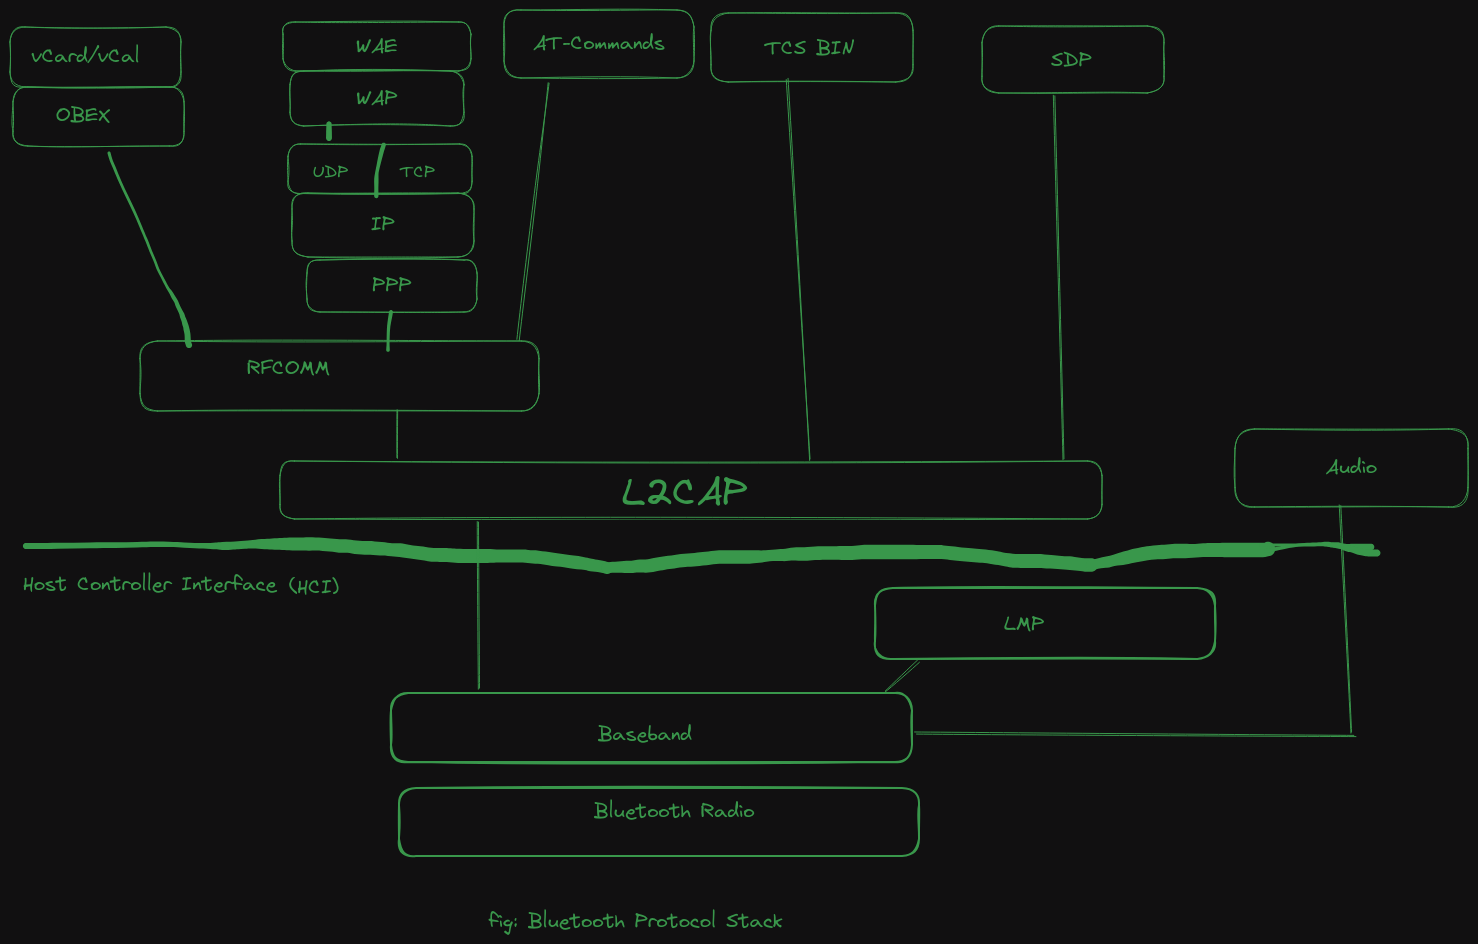 vCard/vCal
OBEX
WAE
WAP
UDP
TCP
IP
PPP
AT-Commands
TCS BIN
SDP
RFCOMM
L2CAP
Audio
Host Controller Interface (HCI)
LMP
Baseband
Bluetooth Radio
fig: Bluetooth Protocol Stack